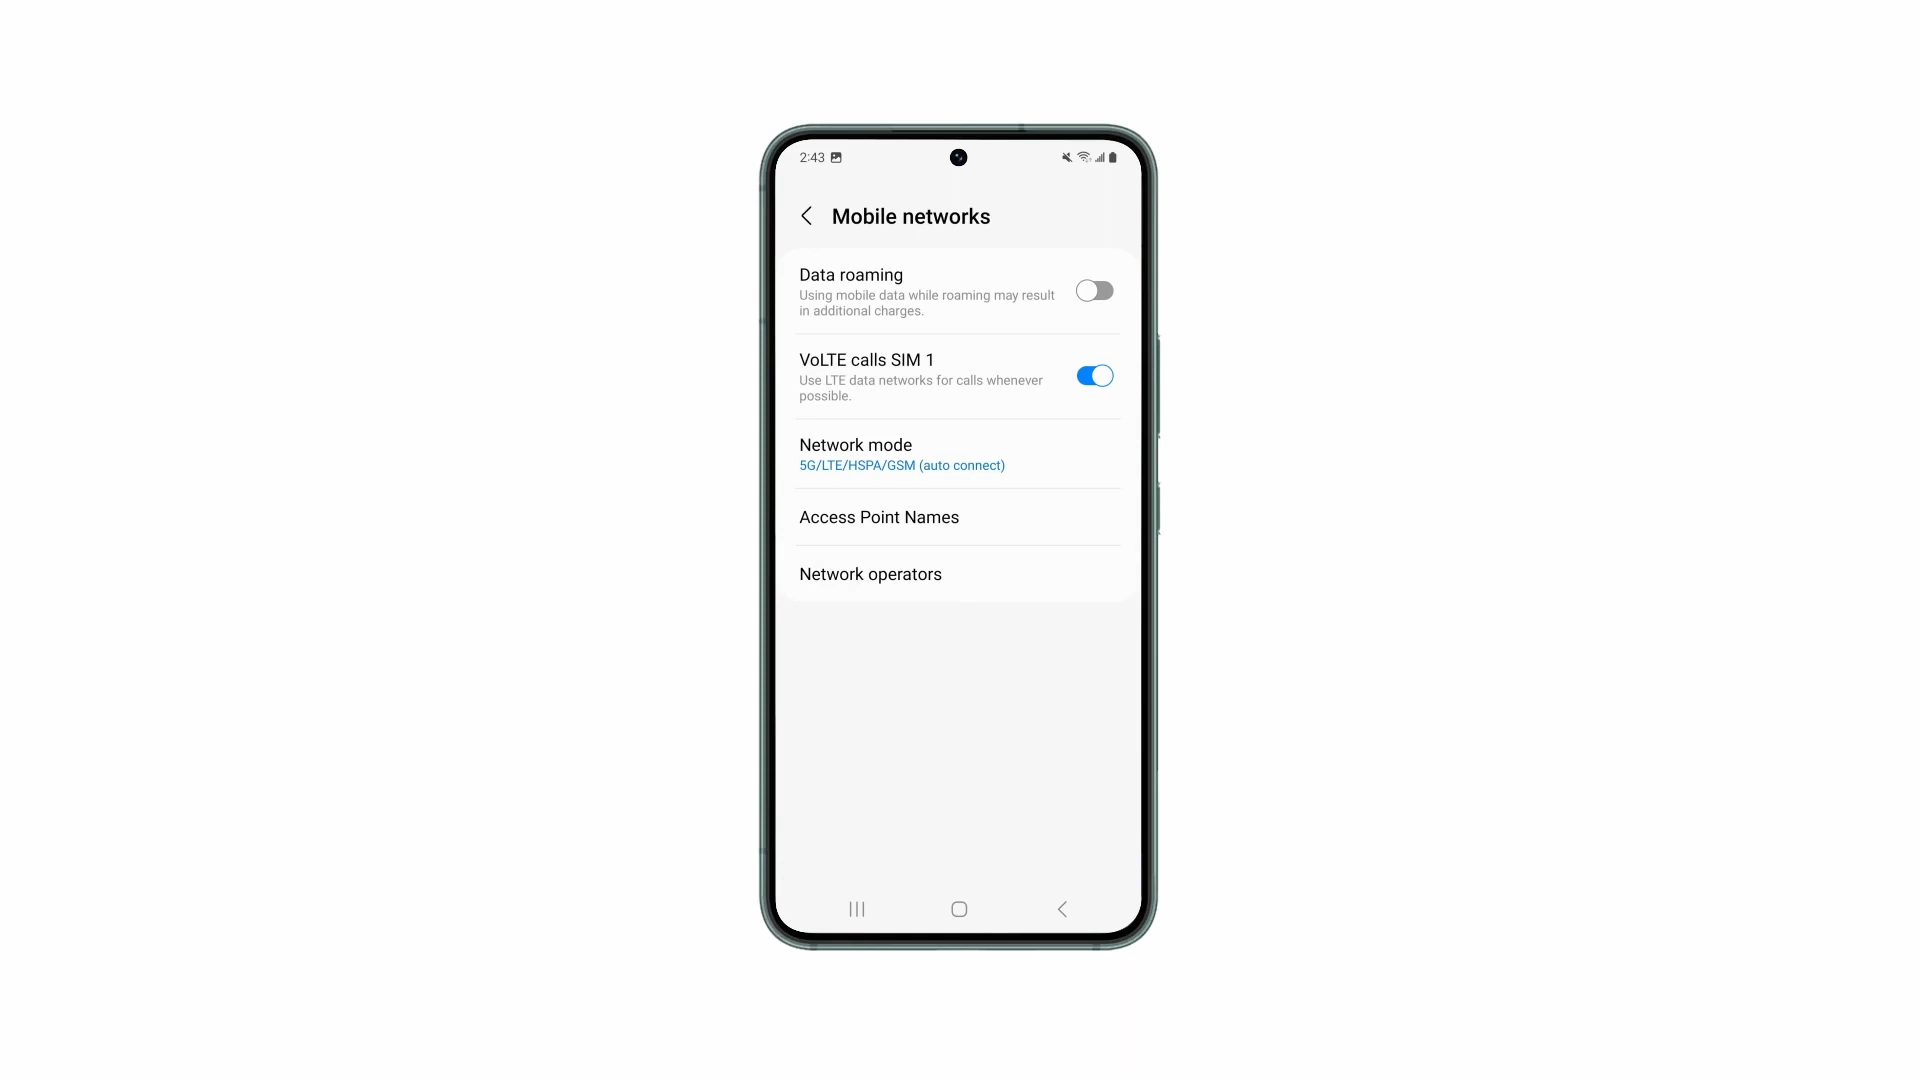 2:43
Mobile networks
Data roaming
Using mobile data while roaming may result
in additional charges.
VoLTE calls SIM 1
Use LTE data networks for calls whenever
possible.
Network mode
5G/LTE/HSPA/GSM (auto connect)
Access Point Names
Network operators